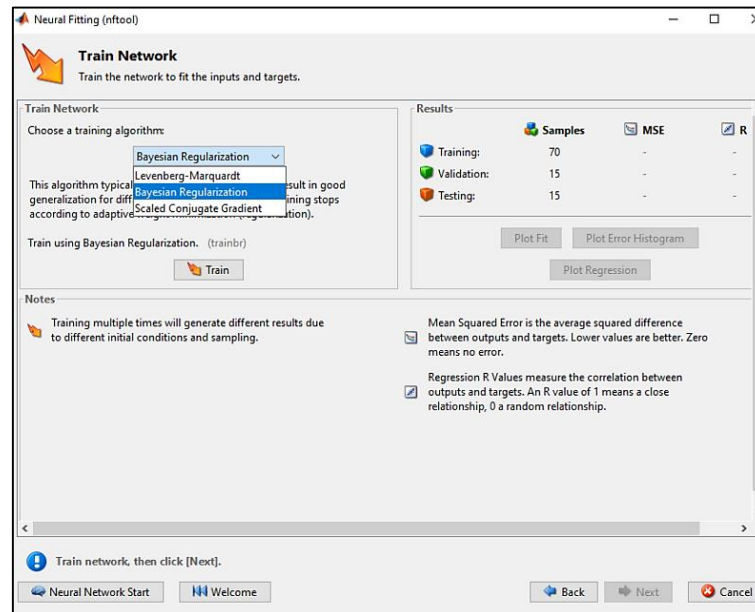 Neural Fitting (nftool)
Train Network
Train the network to fit the inputs and targets.
Train Network
Choose a training algorithm:
Bayesian Regularization
Levenberg-Marquardt
Bayesian Regularization
Scaled Conjugate Gradient
This algorithm typical esult in good
generalization for diff ining stops
according to adaptive
Train using Bayesian Regularization. (trainbr)
Train
Results
Samples MSE R
Training: 70 - -
Validation: 15 - -
Testing: 15 - -
Plot Fit Plot Error Histogram
Plot Regression
Notes
Training multiple times will generate different results due
to different initial conditions and sampling.
Mean Squared Error is the average squared difference
between outputs and targets. Lower values are better. Zero
means no error.
Regression R Values measure the correlation between
outputs and targets. An R value of 1 means a close
relationship, 0 a random relationship.
Train network, then click [Next].
Neural Network Start Welcome Back Next Cancel